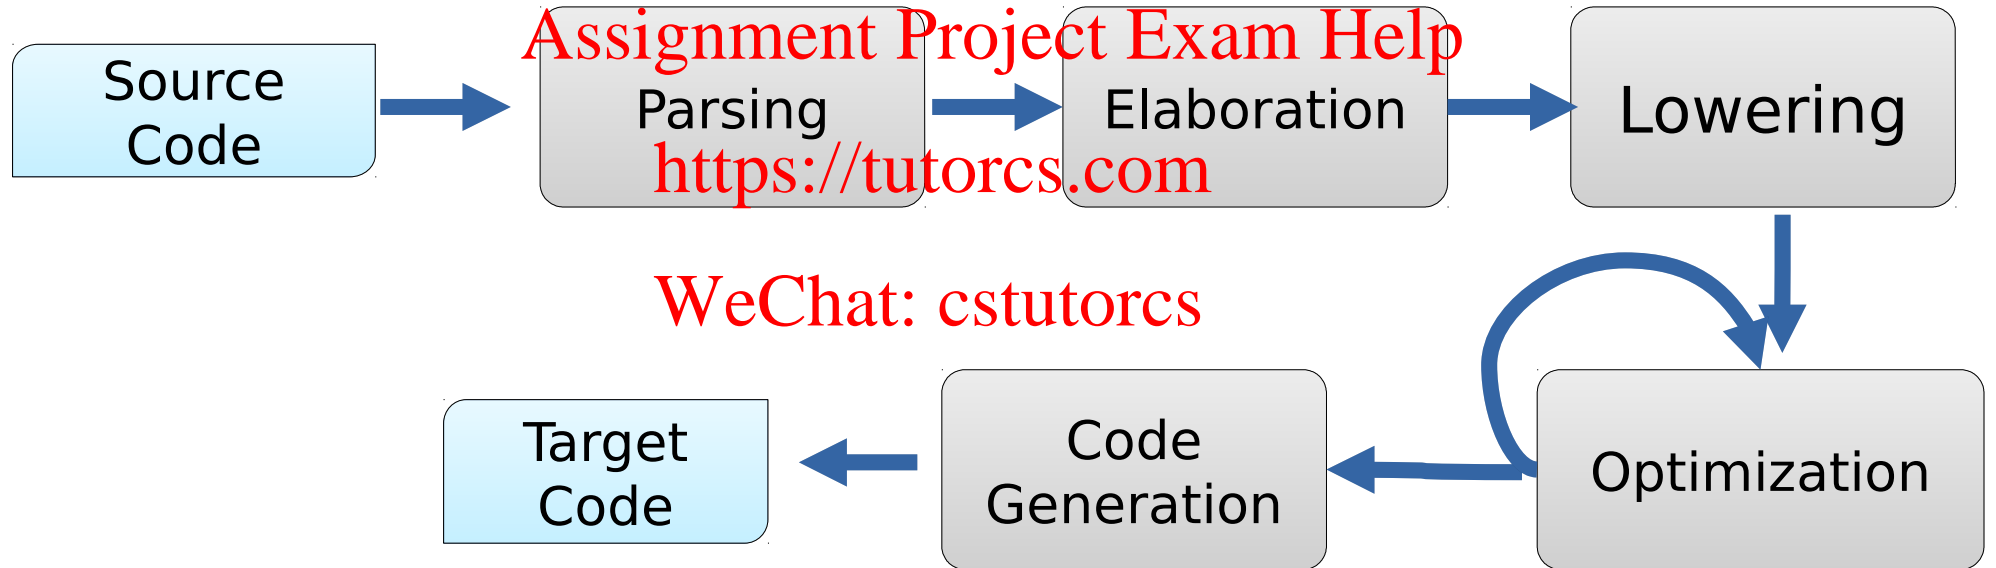 Assignment Project Exam Help
Source
Code
Parsing
Elaboration
Lowering
https://tutorcs.com
WeChat: cstutorcs
Target
Code
Code
Generation
Optimization